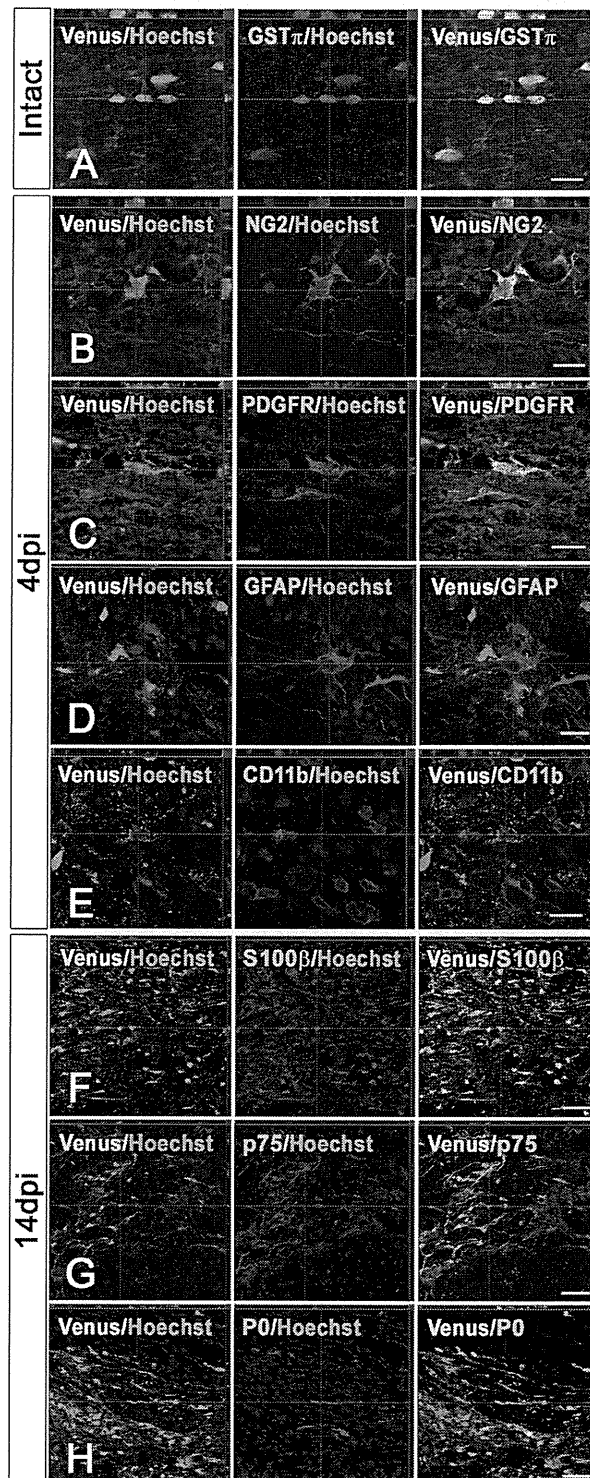 Intact
Venus/Hoechst GSTπ/Hoechst Venus/GSTπ
A
4dpi
Venus/Hoechst NG2/Hoechst Venus/NG2
B
Venus/Hoechst PDGFR/Hoechst Venus/PDGFR
C
Venus/Hoechst GFAP/Hoechst Venus/GFAP
D
Venus/Hoechst CD11b/Hoechst Venus/CD11b
E
14dpi
Venus/Hoechst S100β/Hoechst Venus/S100β
F
Venus/Hoechst p75/Hoechst Venus/p75
G
Venus/Hoechst P0/Hoechst Venus/P0
H